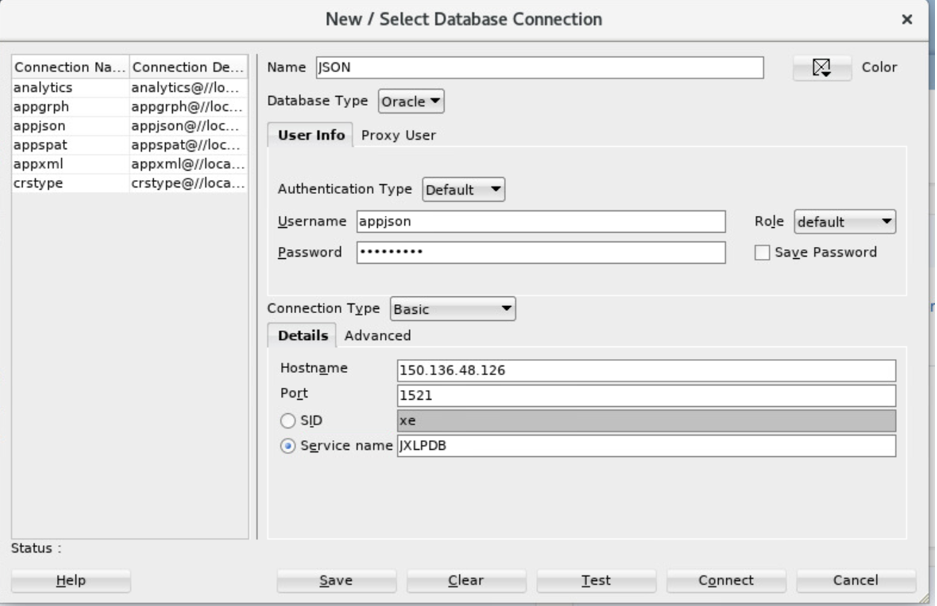 New / Select Database Connection
Connection Na... Connection De...
analytics analytics@//lo...
appgrph appgrph@//loc...
appjson appjson@//loc...
appspat appspat@//loc...
appxml appxml@//loca...
crstype crstype@//loca...
Name JSON Color
Database Type Oracle
User Info Proxy User
Authentication Type Default
Username appjson Role default
Password ••••••••• Save Password
Connection Type Basic
Details Advanced
Hostname 150.136.48.126
Port 1521
SID xe
Service name JXLPDB
Status :
Help Save Clear Test Connect Cancel